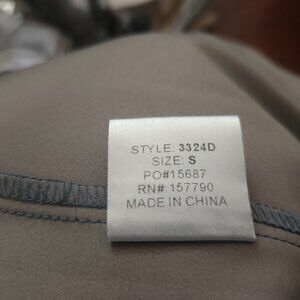 STYLE: 3324D
SIZE: S
PO#15687
RN# 157790
MADE IN CHINA